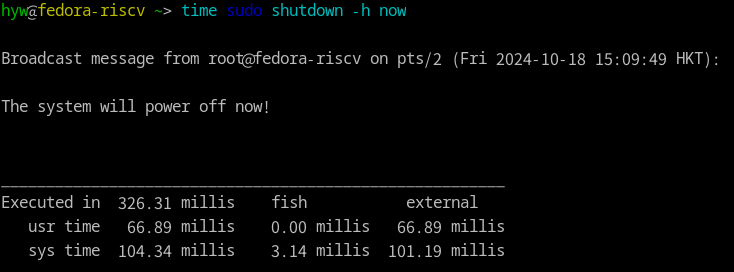 hyw@fedora-riscv ~> time sudo shutdown -h now
Broadcast message from root@fedora-riscv on pts/2 (Fri 2024-10-18 15:09:49 HKT):
The system will power off now!
________________________________________________________
Executed in  326.31 millis    fish           external
   usr time   66.89 millis    0.00 millis   66.89 millis
   sys time  104.34 millis    3.14 millis  101.19 millis